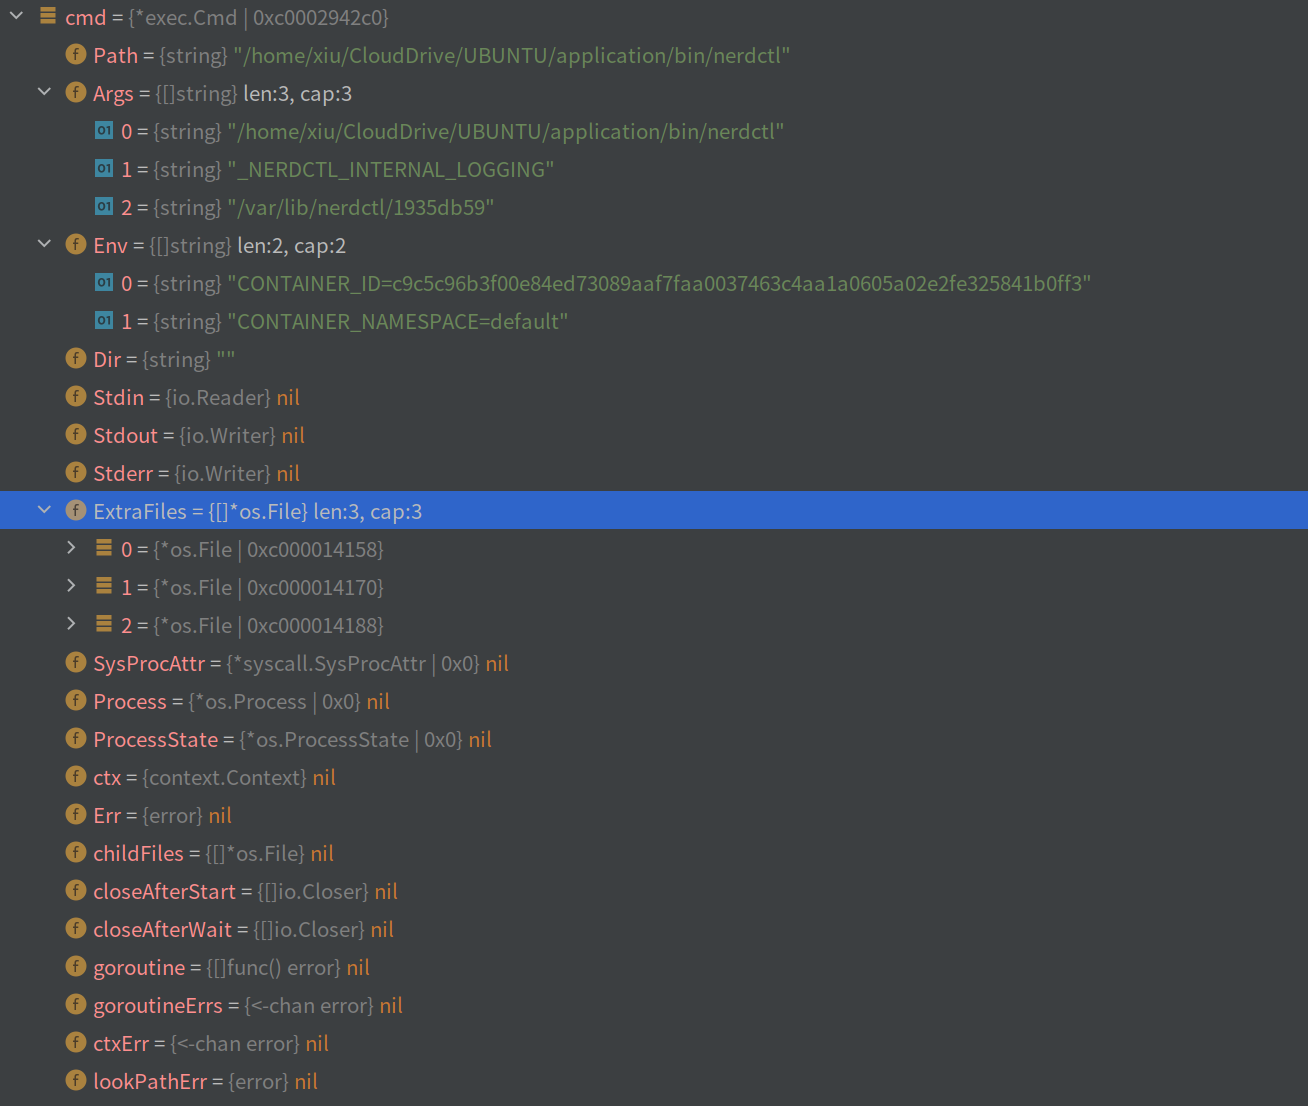 cmd = {*exec.Cmd | 0xc0002942c0}
f Path = {string} "/home/xiu/CloudDrive/UBUNTU/application/bin/nerdctl"
f Args = {[]string} len:3, cap:3
01 0 = {string} "/home/xiu/CloudDrive/UBUNTU/application/bin/nerdctl"
01 1 = {string} "_NERDCTL_INTERNAL_LOGGING"
01 2 = {string} "/var/lib/nerdctl/1935db59"
f Env = {[]string} len:2, cap:2
01 0 = {string} "CONTAINER_ID=c9c5c96b3f00e84ed73089aaf7faa0037463c4aa1a0605a02e2fe325841b0ff3"
01 1 = {string} "CONTAINER_NAMESPACE=default"
f Dir = {string} ""
f Stdin = {io.Reader} nil
f Stdout = {io.Writer} nil
f Stderr = {io.Writer} nil
f ExtraFiles = {[]*os.File} len:3, cap:3
0 = {*os.File | 0xc000014158}
1 = {*os.File | 0xc000014170}
2 = {*os.File | 0xc000014188}
f SysProcAttr = {*syscall.SysProcAttr | 0x0} nil
f Process = {*os.Process | 0x0} nil
f ProcessState = {*os.ProcessState | 0x0} nil
f ctx = {context.Context} nil
f Err = {error} nil
f childFiles = {[]*os.File} nil
f closeAfterStart = {[]io.Closer} nil
f closeAfterWait = {[]io.Closer} nil
f goroutine = {[]func() error} nil
f goroutineErrs = {<-chan error} nil
f ctxErr = {<-chan error} nil
f lookPathErr = {error} nil